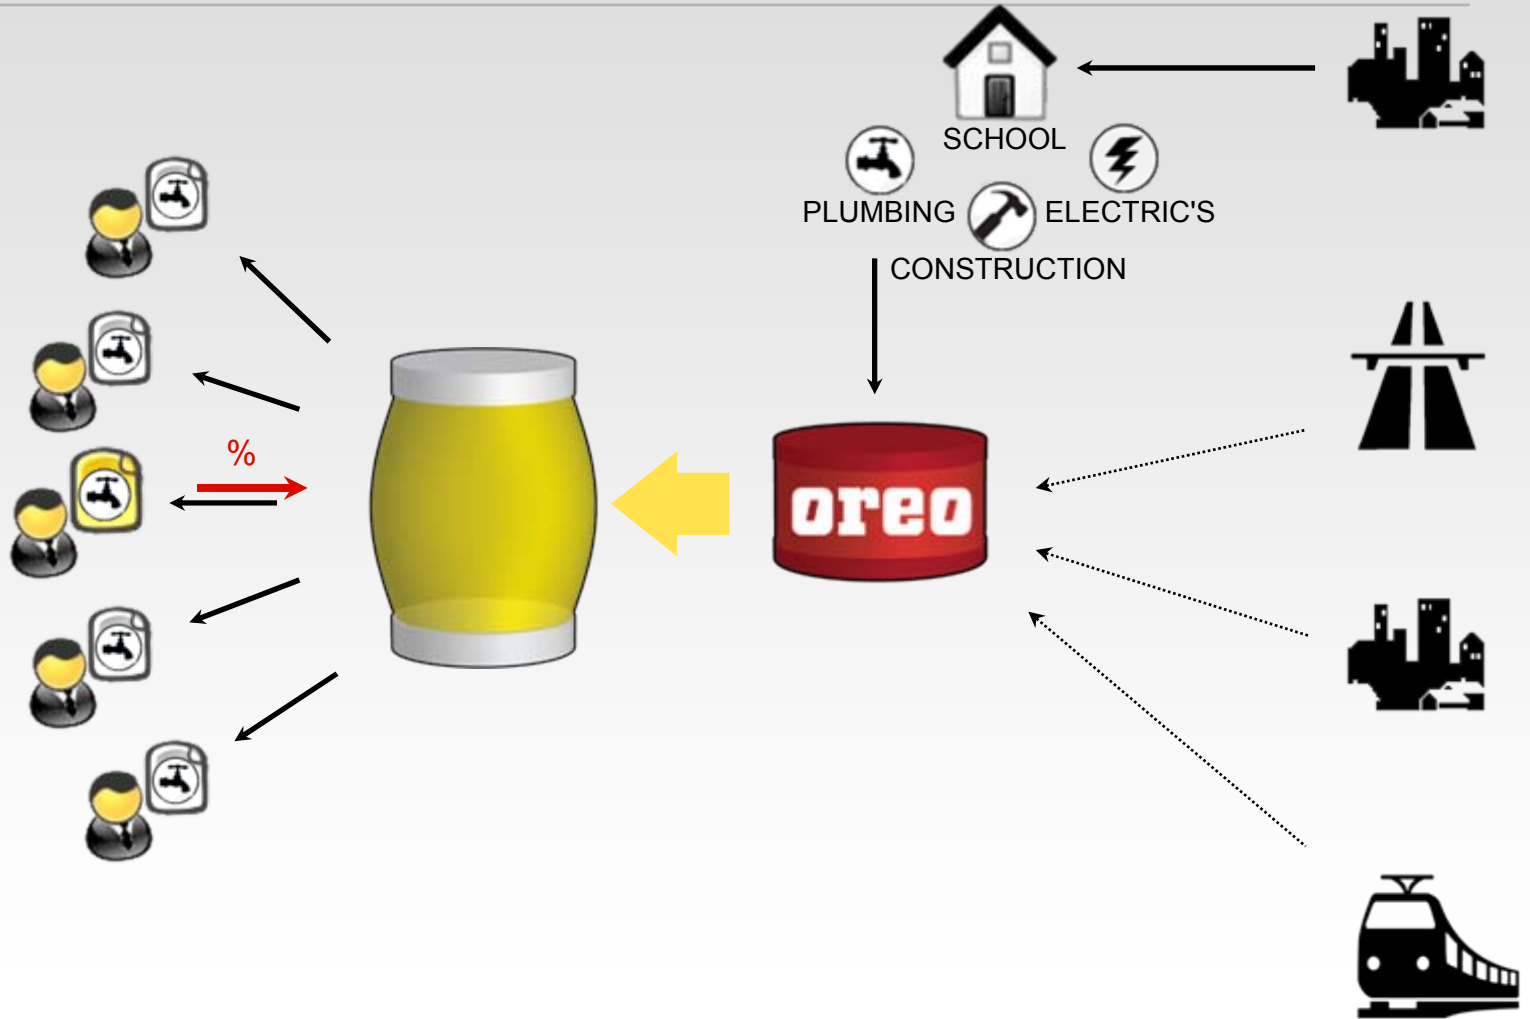 SCHOOL
PLUMBING
ELECTRIC'S
CONSTRUCTION
%
oreo